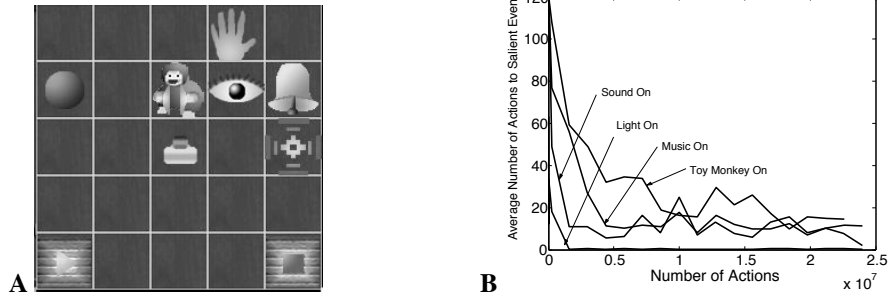 A
B
Average Number of Actions to Salient Event
120
100
80
60
40
20
0
Sound On
Light On
Music On
Toy Monkey On
0 0.5 1 1.5 2 2.5
Number of Actions
x 10^7